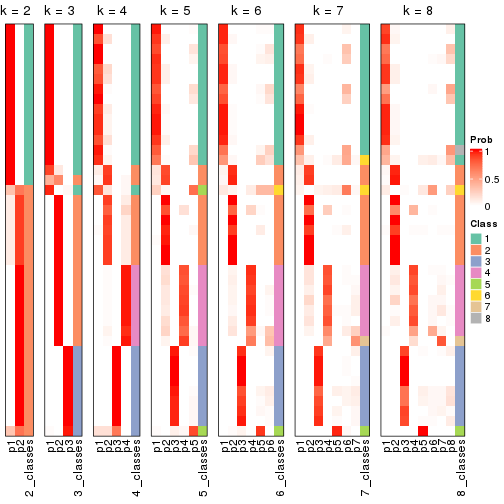 k = 2 k = 3 k = 4 k = 5 k = 6 k = 7 k = 8
Prob
1
0.5
0
Class
1
2
3
4
5
6
7
8
p1 p2 2_classes p1 p2 p3 3_classes p1 p2 p3 p4 4_classes p1 p2 p3 p4 p5 5_classes p1 p2 p3 p4 p5 p6 6_classes p1 p2 p3 p4 p5 p6 p7 7_classes p1 p2 p3 p4 p5 p6 p7 p8 8_classes